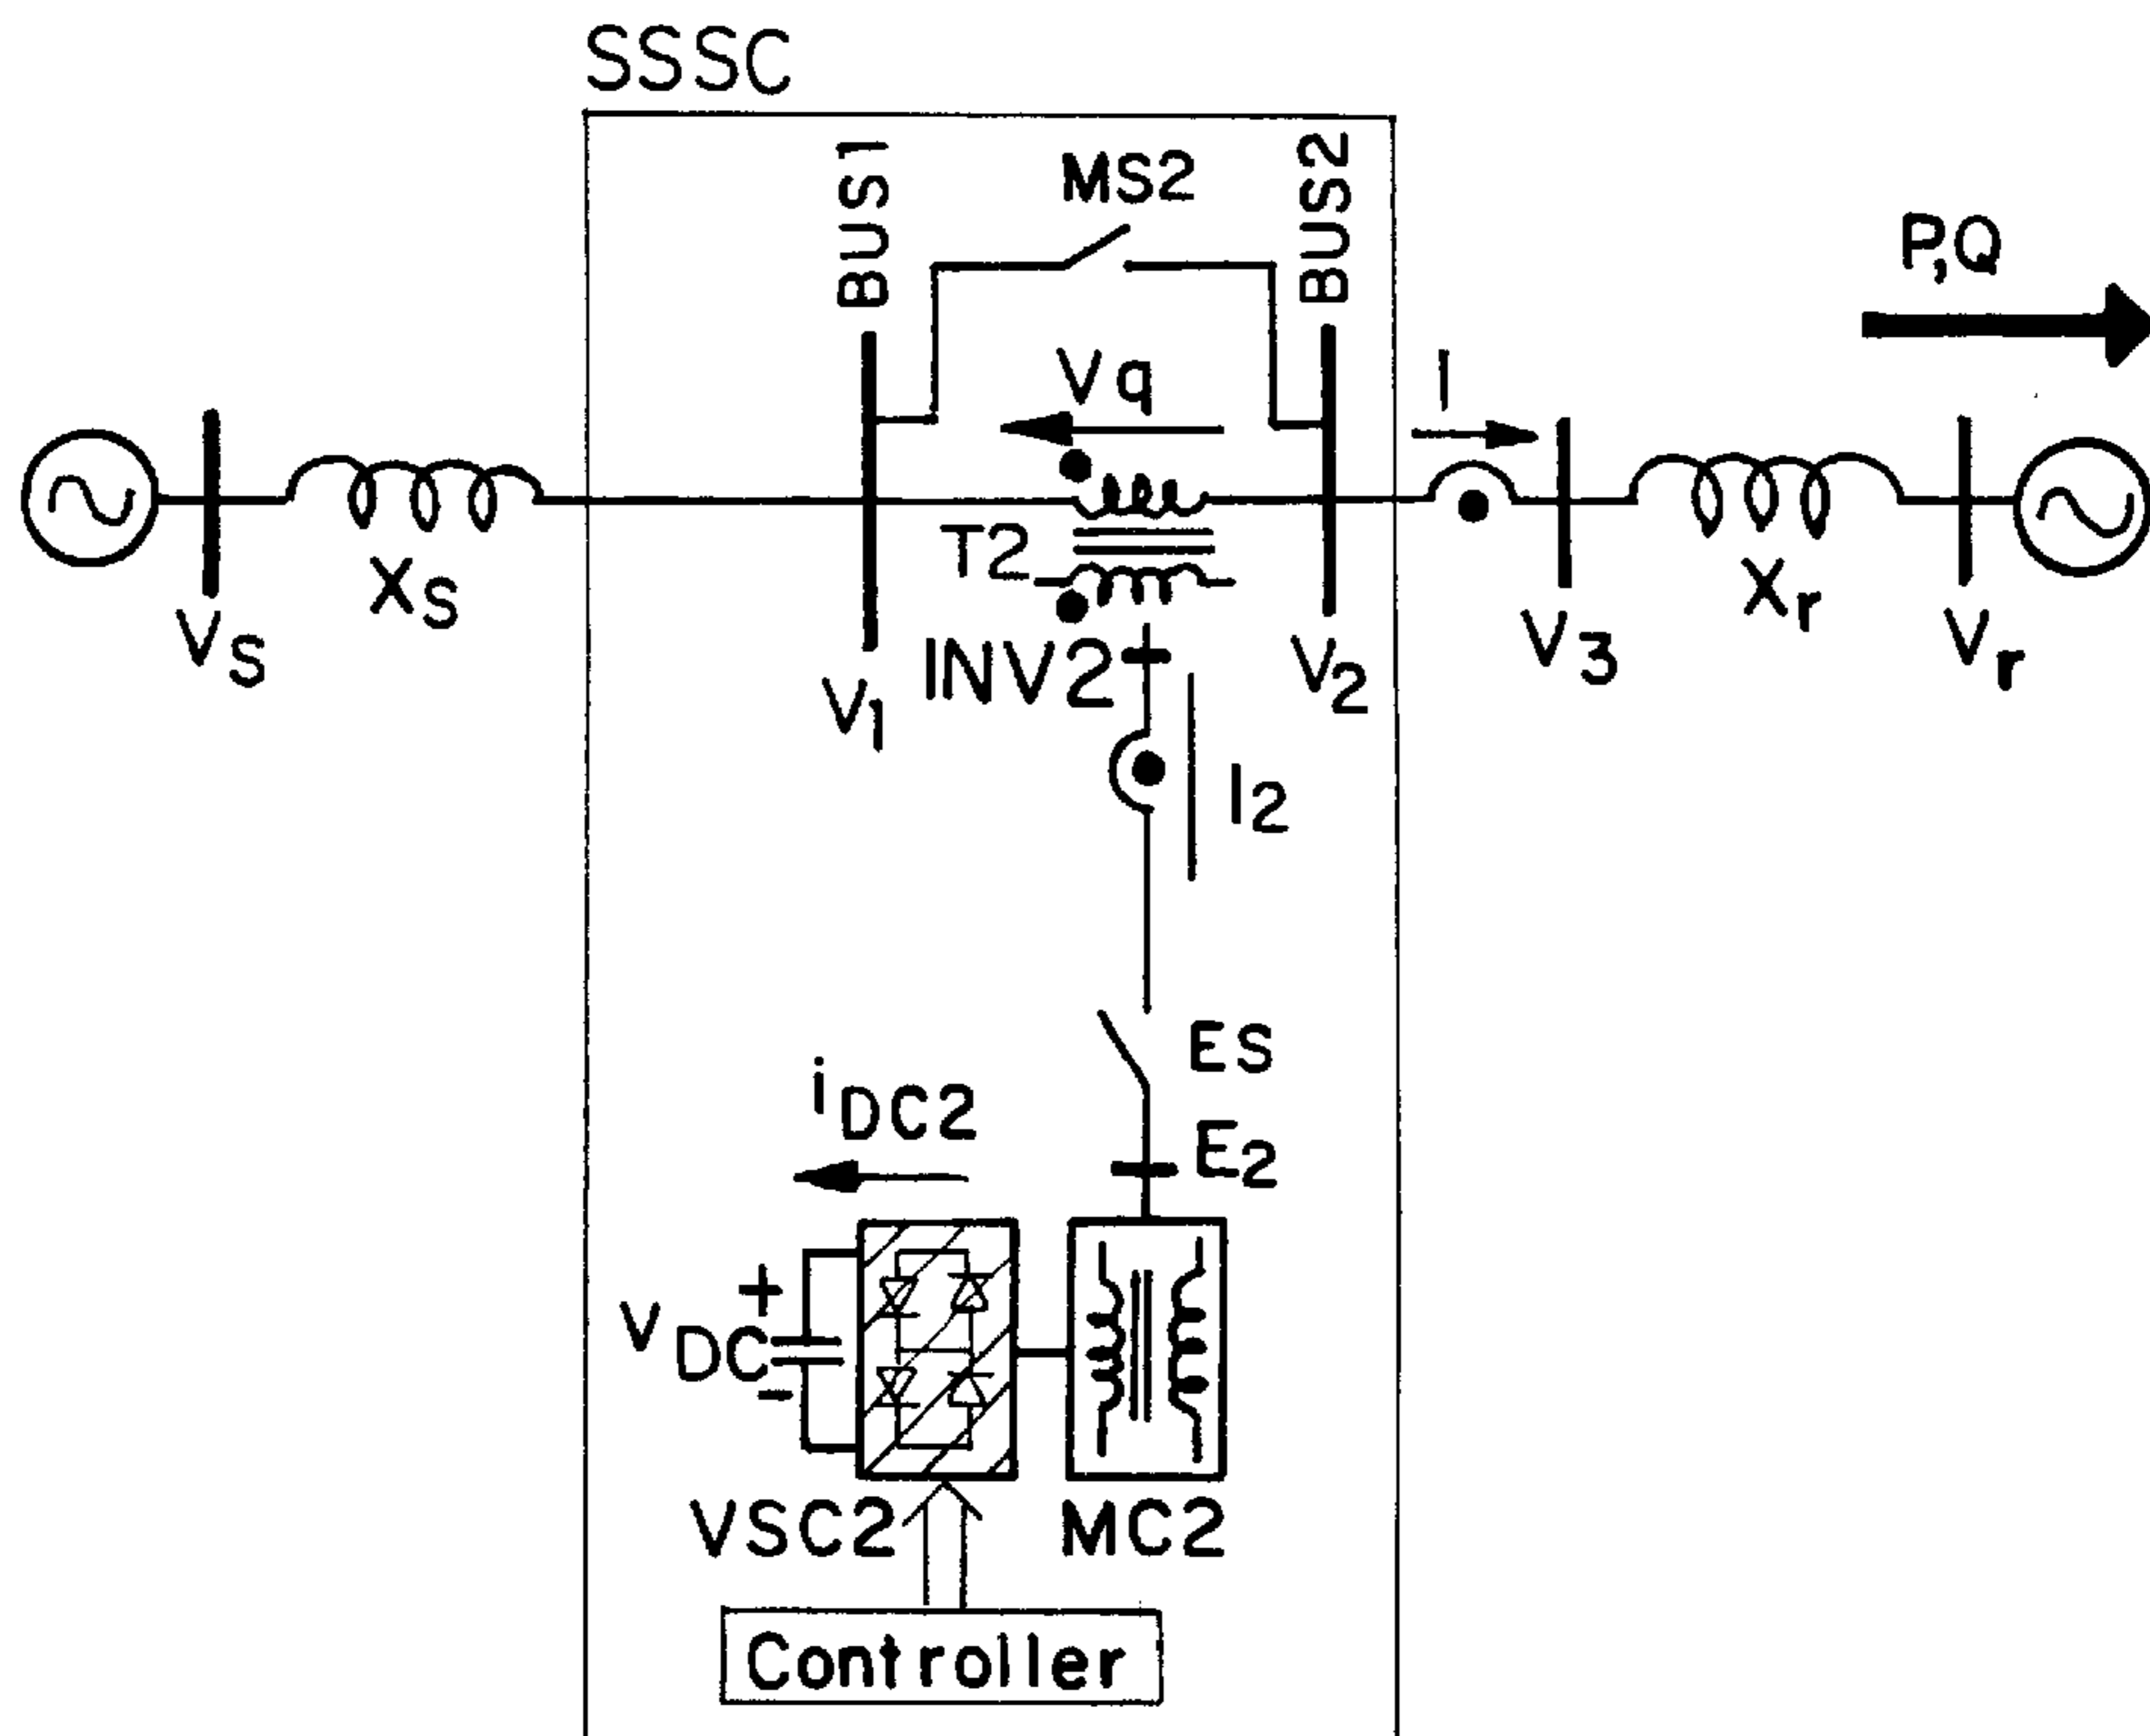 SSSC
BUS1
MS2
BUS2
P,Q
Vq
I
T2
XS
VS
INV2
V1
V2
V3
Xr
Vr
I2
ES
iDC2
E2
+
VDC
-
VSC2
MC2
Controller